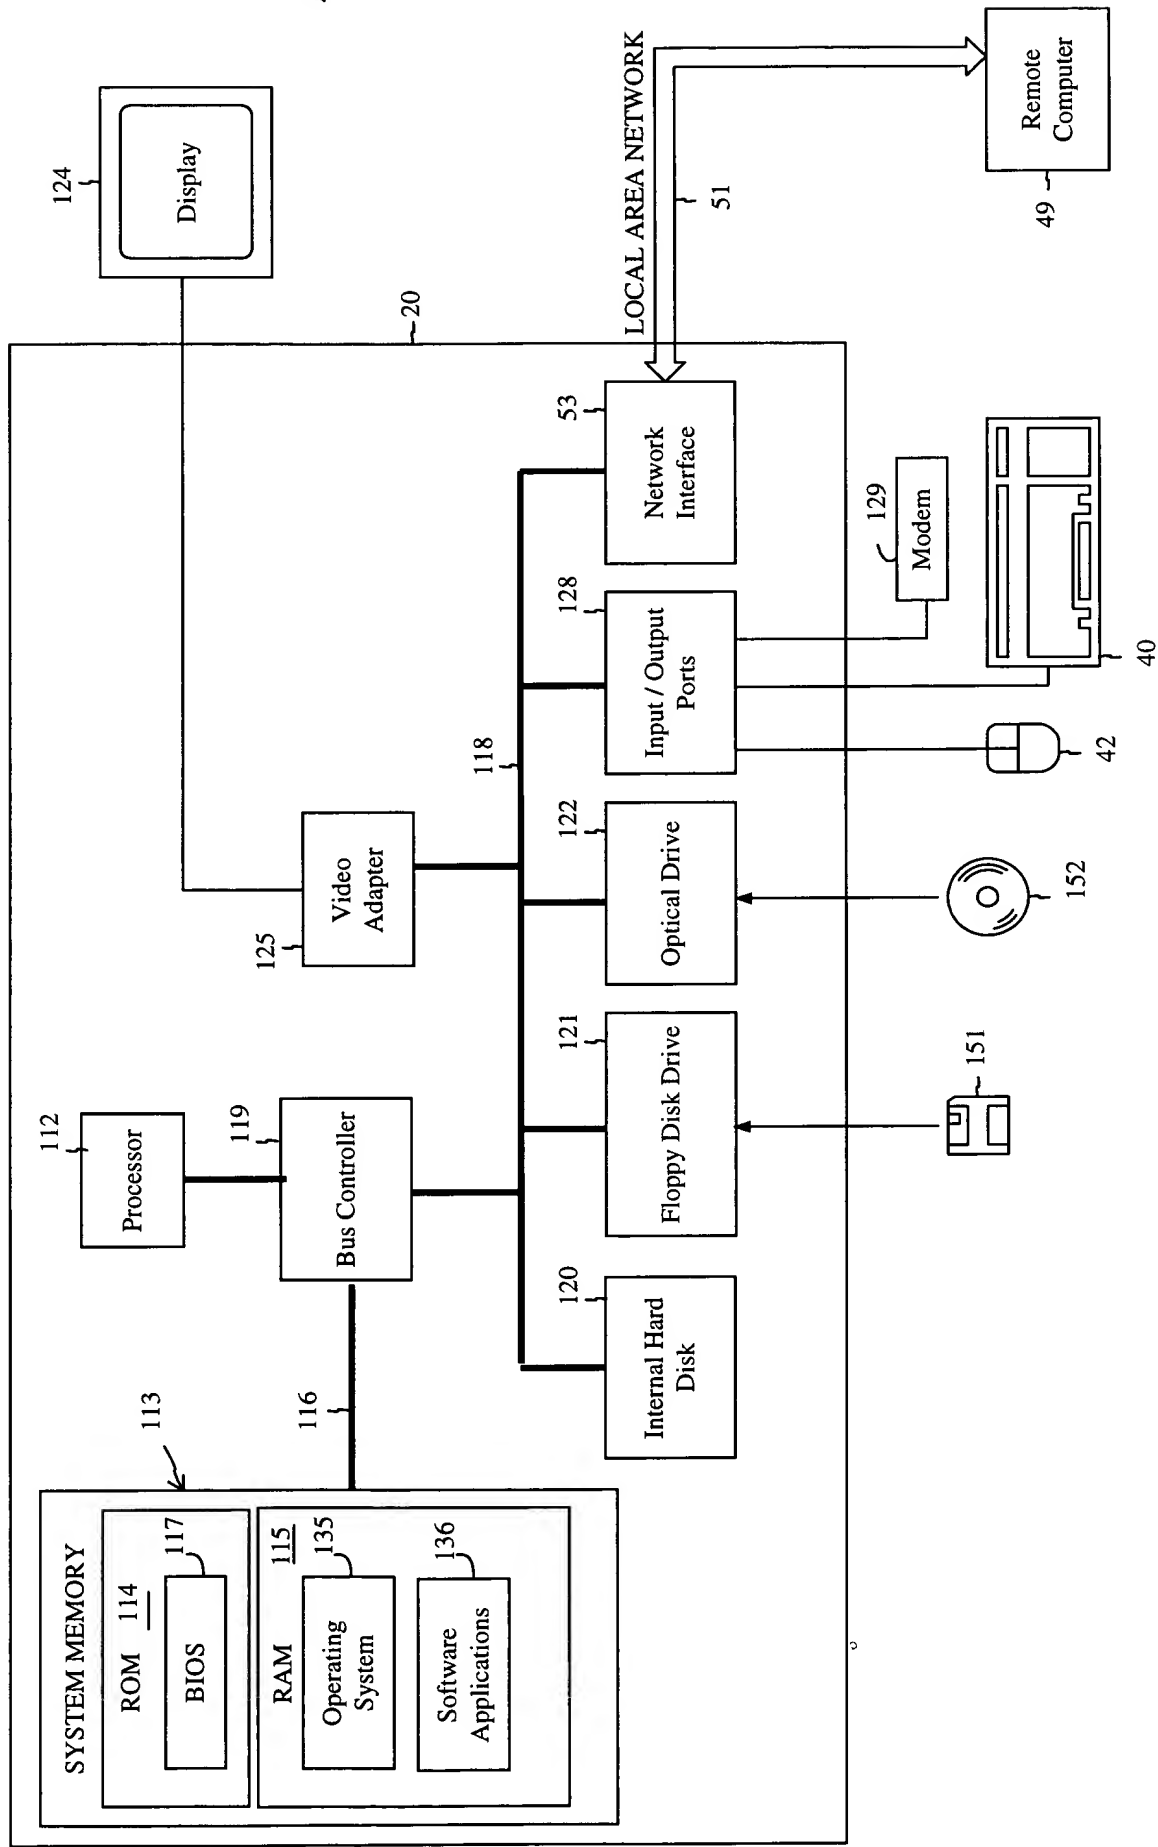 SYSTEM MEMORY
113
ROM 114
117
BIOS
RAM 115
135
Operating
System
136
Software
Applications
116
112
Processor
119
Bus Controller
125
Video
Adapter
124
Display
20
118
120
Internal Hard
Disk
121
Floppy Disk Drive
122
Optical Drive
128
Input / Output
Ports
53
Network
Interface
LOCAL AREA NETWORK
51
129
Modem
151
152
42
40
49
Remote
Computer